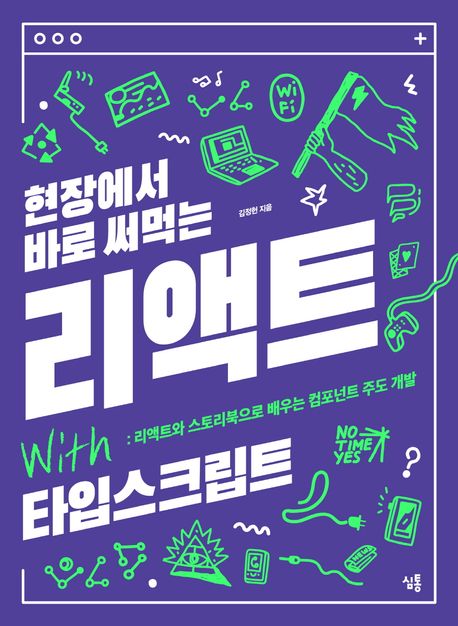 Wi
Fi
현장에서
바로 써먹는
김정헌 지음
리액트
: 리액트와 스토리북으로 배우는 컴포넌트 주도 개발
With
타입스크립트
NO
TIME
YES
?
심통